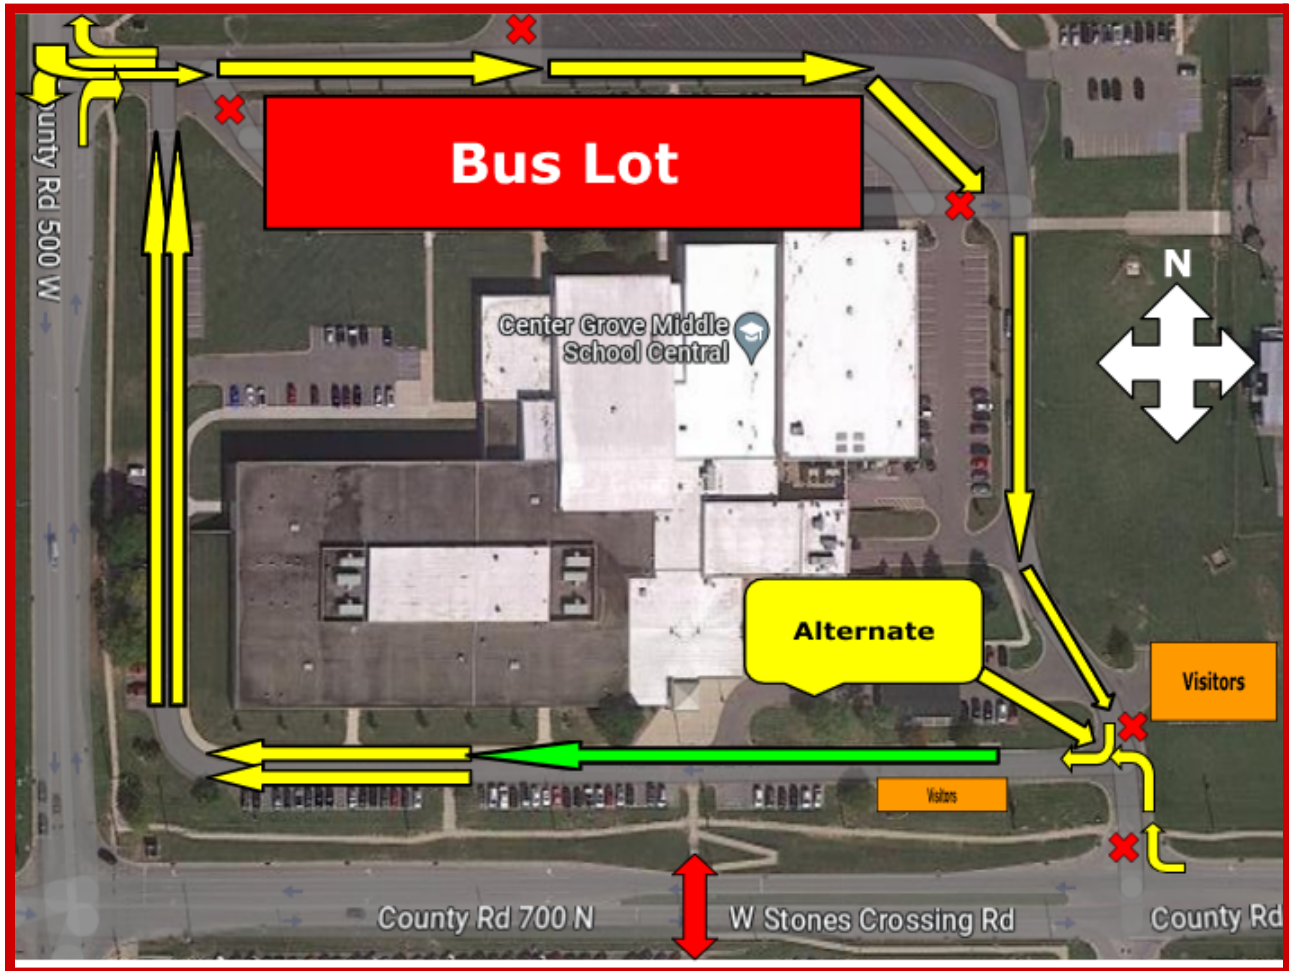 Bus Lot
ounty Rd 500 W
N
Center Grove Middle
School Central
Alternate
Visitors
Visitors
County Rd 700 N
W Stones Crossing Rd
County Rd